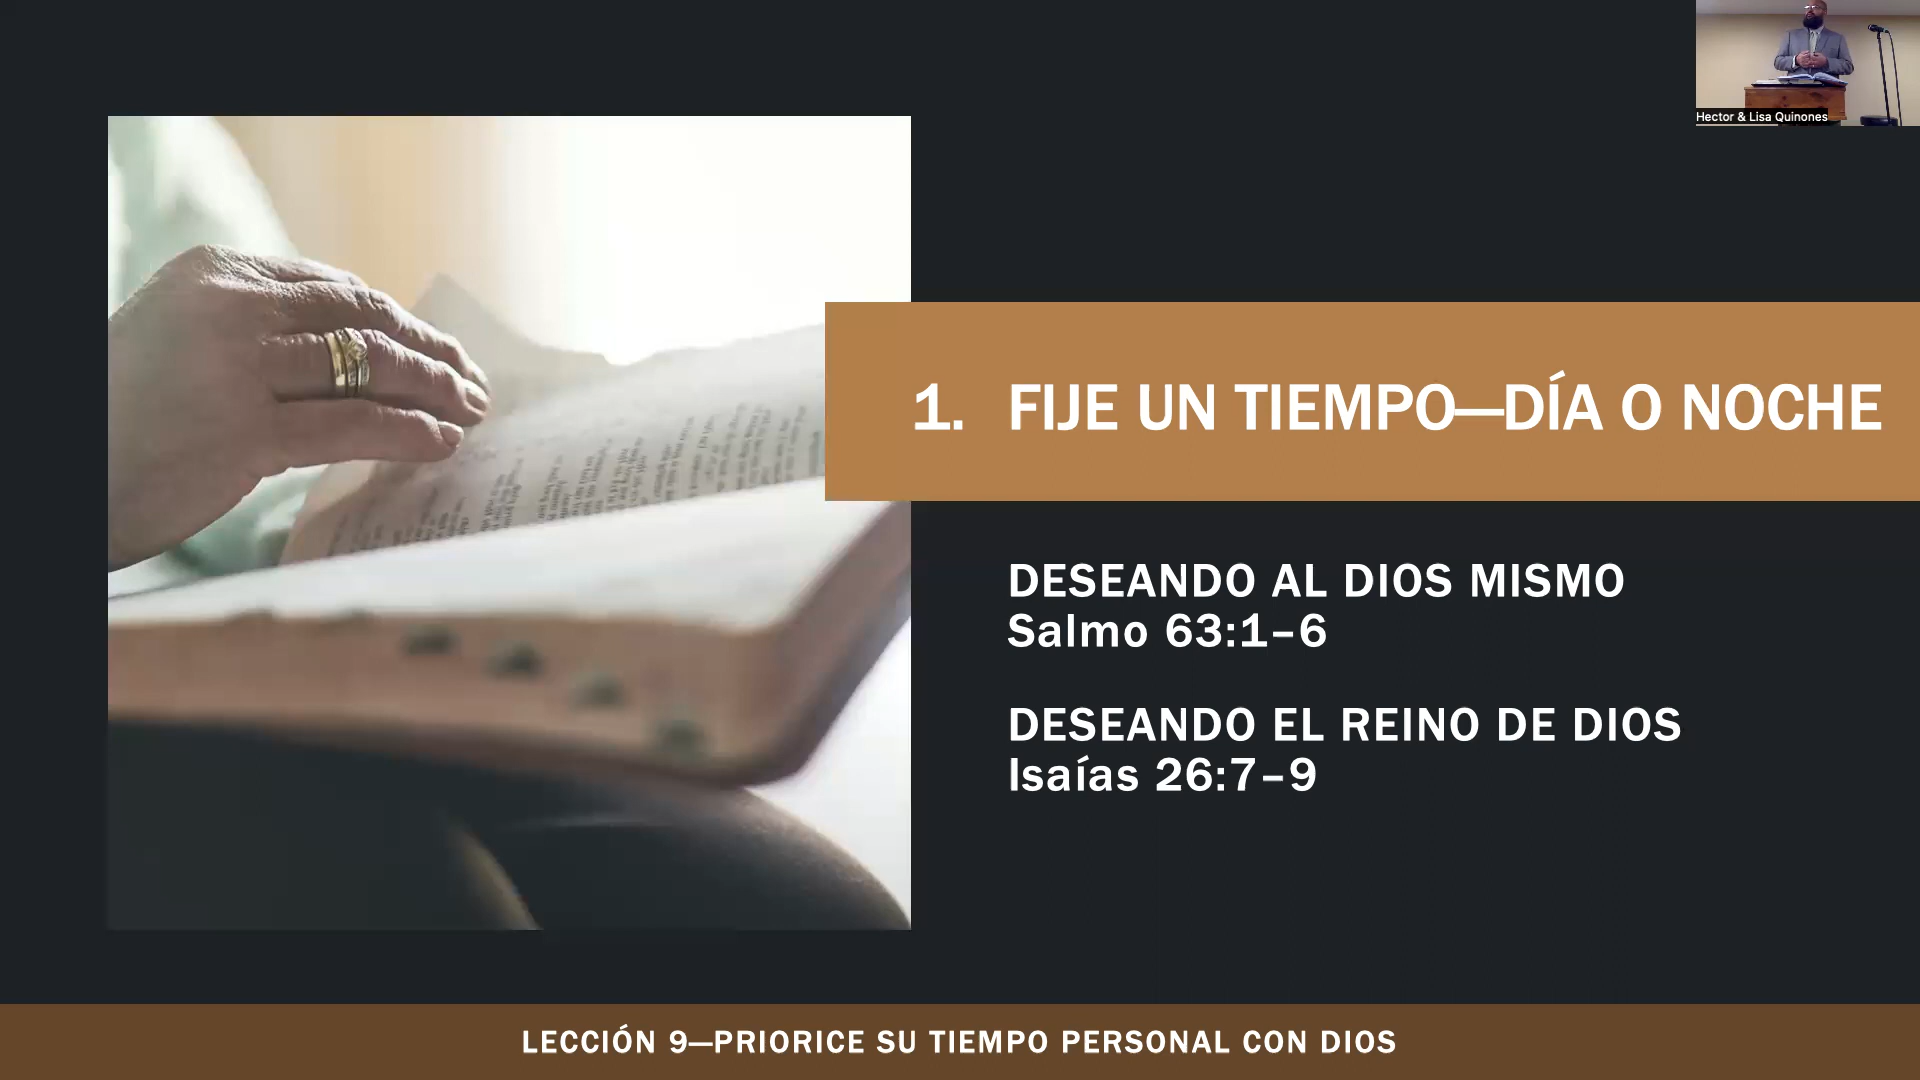 Hector & Lisa Quinones
1. FIJE UN TIEMPO—DÍA O NOCHE
DESEANDO AL DIOS MISMO
Salmo 63:1–6
DESEANDO EL REINO DE DIOS
Isaías 26:7–9
LECCIÓN 9—PRIORICE SU TIEMPO PERSONAL CON DIOS